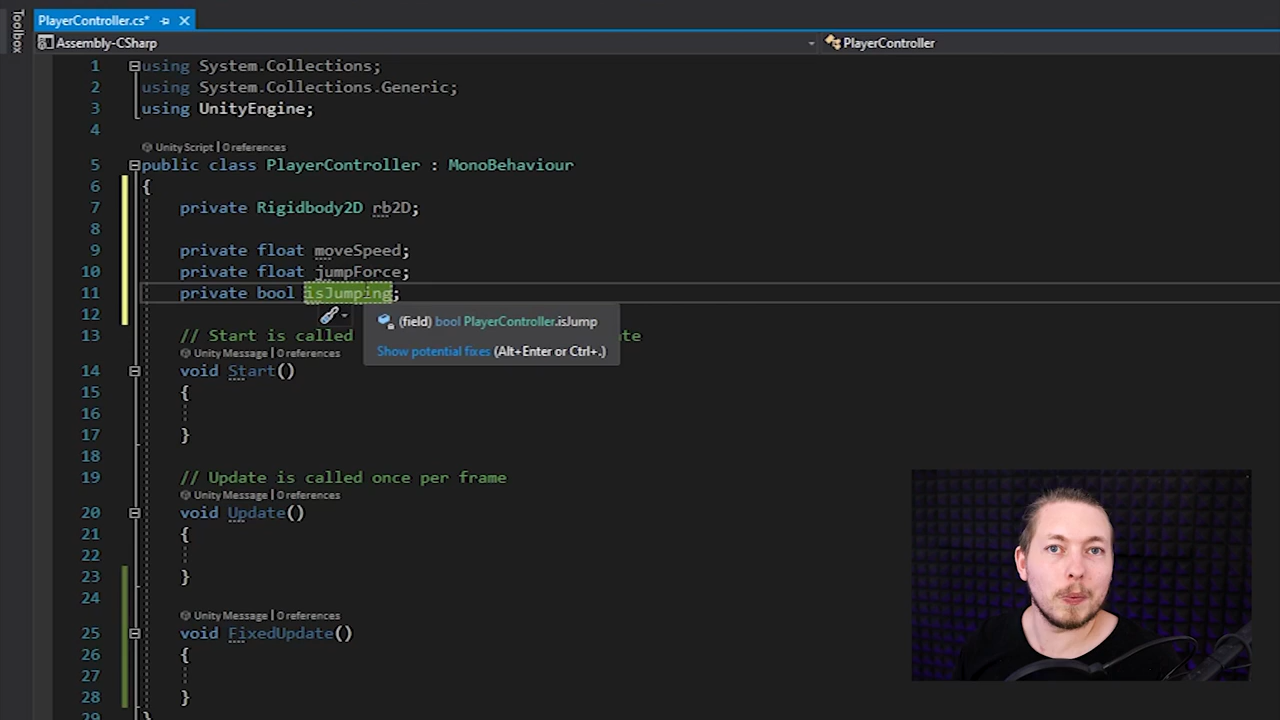 Toolbox
PlayerController.cs*
Assembly-CSharp
PlayerController
1 using System.Collections;
2 using System.Collections.Generic;
3 using UnityEngine;
4
Unity Script | 0 references
5 public class PlayerController : MonoBehaviour
6 {
7 private Rigidbody2D rb2D;
8
9 private float moveSpeed;
10 private float jumpForce;
11 private bool isJumping;
12
(field) bool PlayerController.isJump
13 // Start is called te
Show potential fixes (Alt+Enter or Ctrl+.)
Unity Message | 0 references
14 void Start()
15 {
16
17 }
18
19 // Update is called once per frame
Unity Message | 0 references
20 void Update()
21 {
22
23 }
24
Unity Message | 0 references
25 void FixedUpdate()
26 {
27
28 }
29 }